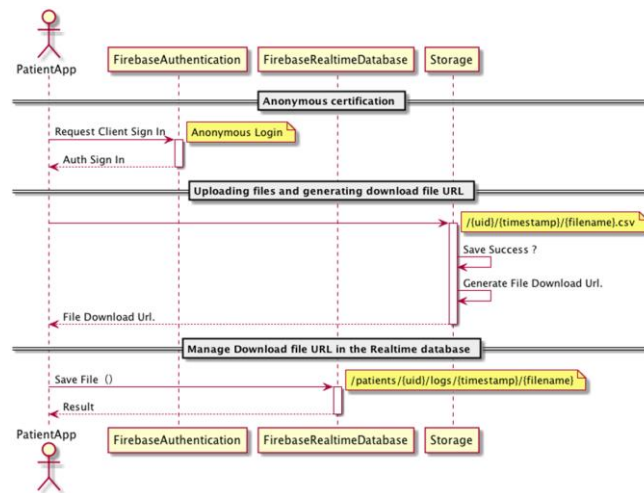 PatientApp
FirebaseAuthentication
FirebaseRealtimeDatabase
Storage
Anonymous certification
Request Client Sign In
Anonymous Login
Auth Sign In
Uploading files and generating download file URL
/{uid}/{timestamp}/{filename}.csv
Save Success ?
Generate File Download Url.
File Download Url.
Manage Download file URL in the Realtime database
Save File ()
/patients/{uid}/logs/{timestamp}/{filename}
Result
PatientApp
FirebaseAuthentication
FirebaseRealtimeDatabase
Storage